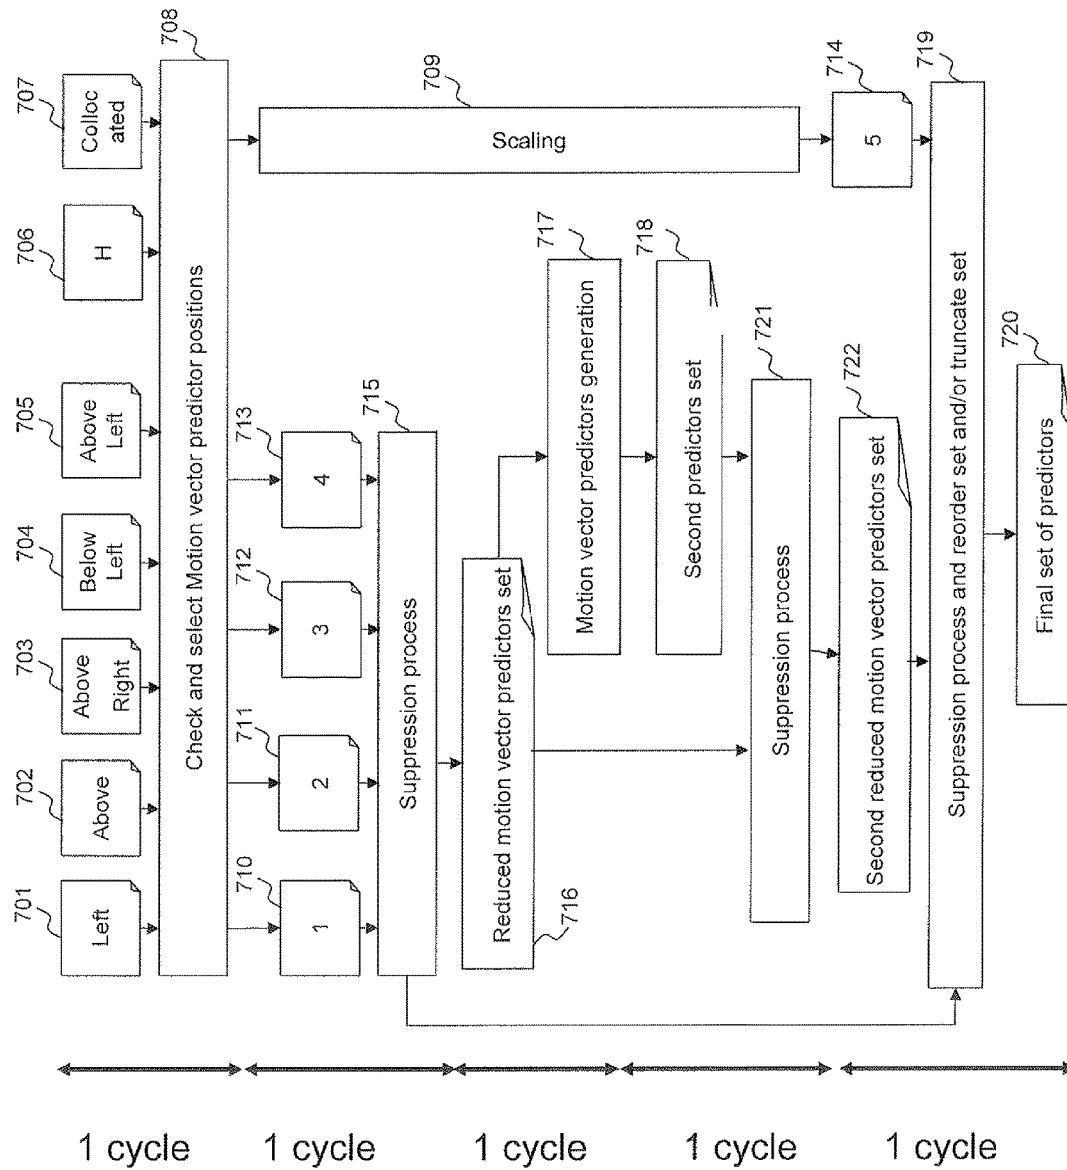 701
702
703
704
705
706
707
Left
Above
Above
Right
Below
Left
Above
Left
H
Colloc
ated
708
Check and select Motion vector predictor positions
710
711
712
713
1
2
3
4
709
Scaling
715
Suppression process
Reduced motion vector predictors set
716
717
Motion vector predictors generation
718
Second predictors set
721
Suppression process
722
Second reduced motion vector predictors set
714
5
719
Suppression process and reorder set and/or truncate set
720
Final set of predictors
1 cycle
1 cycle
1 cycle
1 cycle
1 cycle